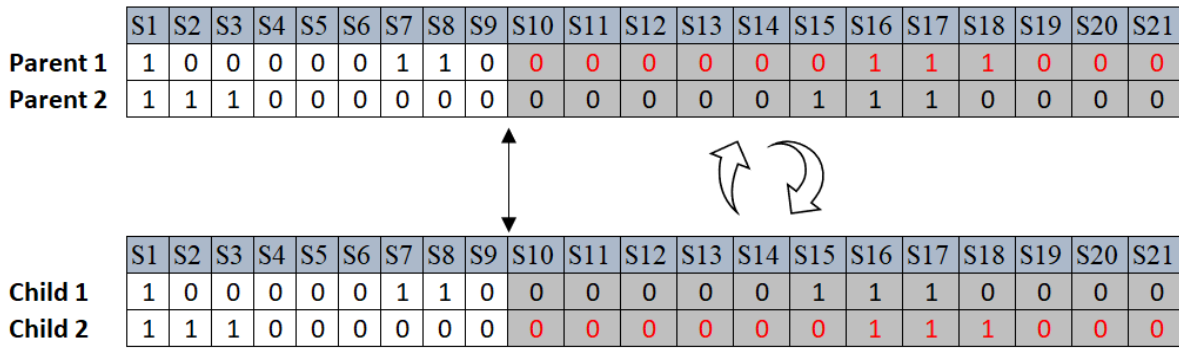 S1 S2 S3 S4 S5 S6 S7 S8 S9 S10 S11 S12 S13 S14 S15 S16 S17 S18 S19 S20 S21
Parent 1 1 0 0 0 0 0 1 1 0 0 0 0 0 0 0 1 1 1 0 0 0
Parent 2 1 1 1 0 0 0 0 0 0 0 0 0 0 0 1 1 1 0 0 0 0
S1 S2 S3 S4 S5 S6 S7 S8 S9 S10 S11 S12 S13 S14 S15 S16 S17 S18 S19 S20 S21
Child 1 1 0 0 0 0 0 1 1 0 0 0 0 0 0 1 1 1 0 0 0 0
Child 2 1 1 1 0 0 0 0 0 0 0 0 0 0 0 0 1 1 1 0 0 0